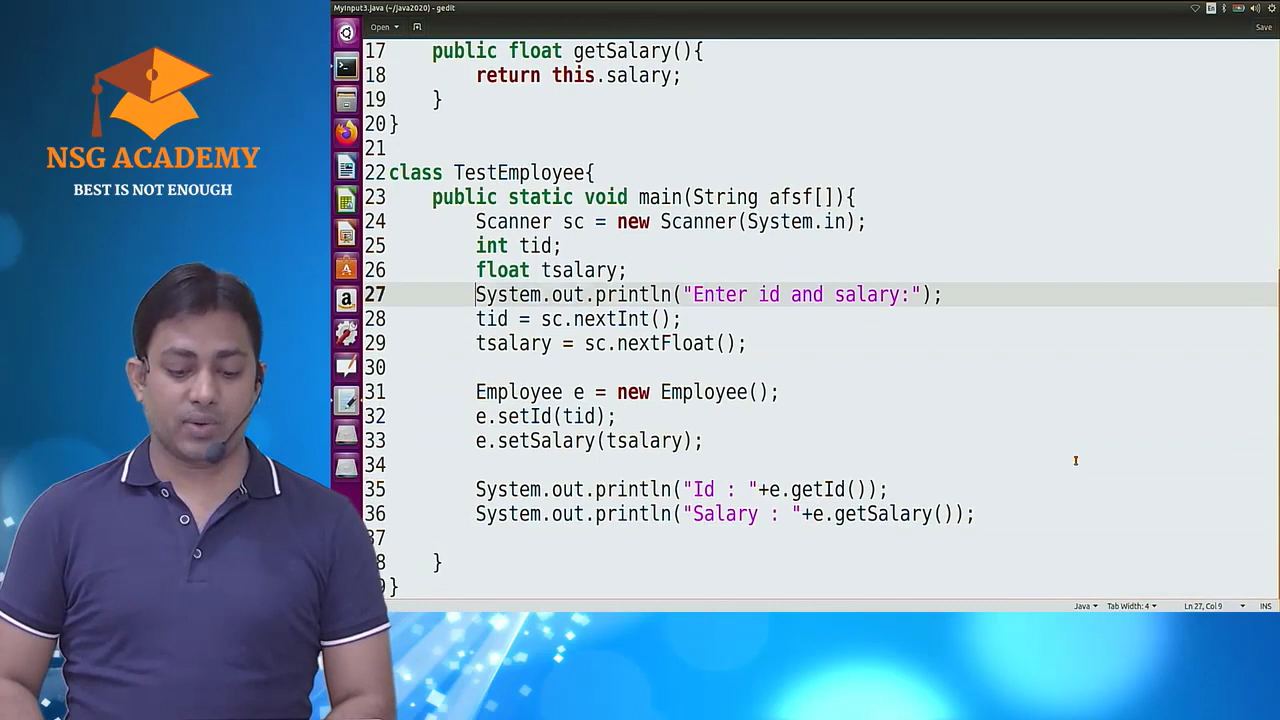 MyInput3.java (~/Java2020) - gedit
En
Open
Save
NSG ACADEMY
BEST IS NOT ENOUGH
17 public float getSalary(){
18 return this.salary;
19 }
20 }
21
22 class TestEmployee{
23 public static void main(String afsf[]){
24 Scanner sc = new Scanner(System.in);
25 int tid;
26 float tsalary;
27 System.out.println("Enter id and salary:");
28 tid = sc.nextInt();
29 tsalary = sc.nextFloat();
30
31 Employee e = new Employee();
32 e.setId(tid);
33 e.setSalary(tsalary);
34
35 System.out.println("Id : "+e.getId());
36 System.out.println("Salary : "+e.getSalary());
37
8 }
9 }
Java Tab Width: 4 Ln 27, Col 9 INS